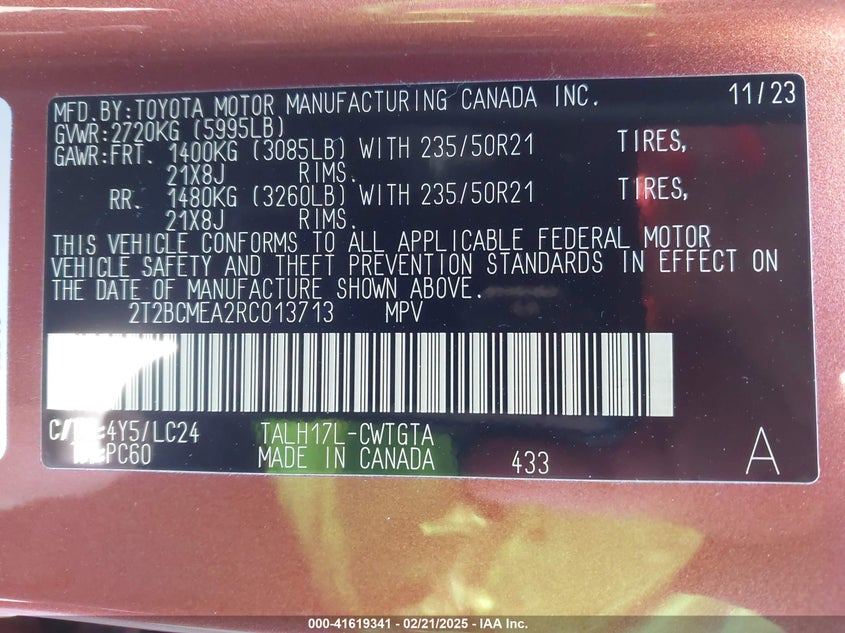 MFD.BY:TOYOTA MOTOR MANUFACTURING CANADA INC. 11/23
GVWR:2720KG (5995LB)
GAWR:FRT. 1400KG (3085LB) WITH 235/50R21 TIRES,
21X8J RIMS.
RR. 1480KG (3260LB) WITH 235/50R21 TIRES,
21X8J RIMS.
THIS VEHICLE CONFORMS TO ALL APPLICABLE FEDERAL MOTOR
VEHICLE SAFETY AND THEFT PREVENTION STANDARDS IN EFFECT ON
THE DATE OF MANUFACTURE SHOWN ABOVE.
2T2BCMEA2RC013713 MPV
4Y5/LC24 TALH17L-CWTGTA
PC60 MADE IN CANADA 433 A
000-41619341 - 02/21/2025 - IAA Inc.